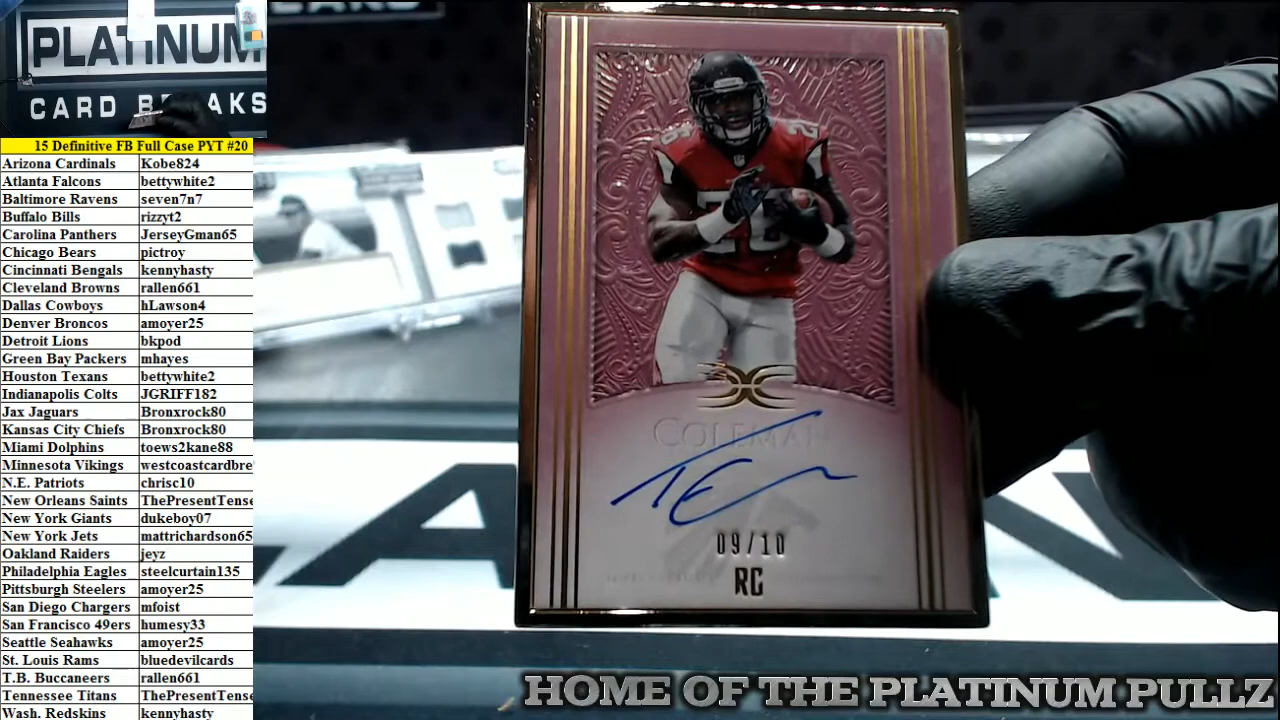 PLATINUM
CARD BREAKS
15 Definitive FB Full Case PYT #20
Arizona Cardinals Kobe824
Atlanta Falcons bettywhite2
Baltimore Ravens seven7n7
Buffalo Bills rizzyt2
Carolina Panthers JerseyGman65
Chicago Bears pictroy
Cincinnati Bengals kennyhasty
Cleveland Browns rallen661
Dallas Cowboys hLawson4
Denver Broncos amoyer25
Detroit Lions bkpod
Green Bay Packers mhayes
Houston Texans bettywhite2
Indianapolis Colts JGRIFF182
Jax Jaguars Bronxrock80
Kansas City Chiefs Bronxrock80
Miami Dolphins toews2kane88
Minnesota Vikings westcoastcardbre
N.E. Patriots chrisc10
New Orleans Saints ThePresentTense
New York Giants dukeboy07
New York Jets mattrichardson65
Oakland Raiders jeyz
Philadelphia Eagles steelcurtain135
Pittsburgh Steelers amoyer25
San Diego Chargers mfoist
San Francisco 49ers humesy33
Seattle Seahawks amoyer25
St. Louis Rams bluedevilcards
T.B. Buccaneers rallen661
Tennessee Titans ThePresentTense
Wash. Redskins kennyhasty
26
COLEMAN
09/10
RC
HOME OF THE PLATINUM PULLZ